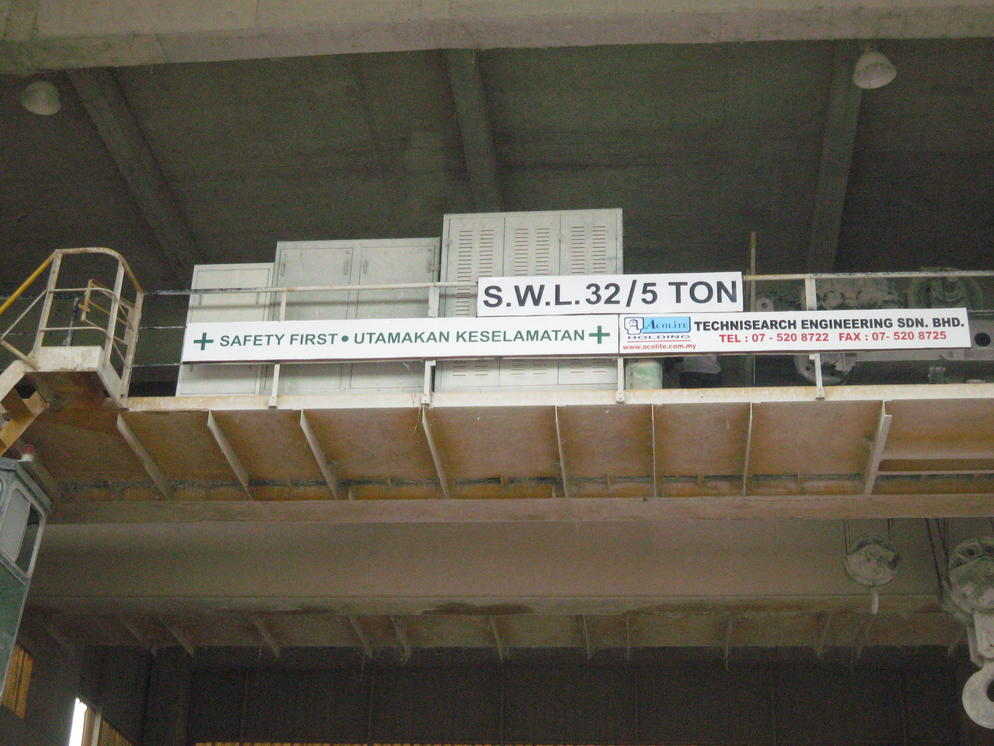 S.W.L. 32/5 TON
SAFETY FIRST • UTAMAKAN KESELAMATAN
ACOLITE
HOLDING
www.acolite.com.my
TECHNISEARCH ENGINEERING SDN. BHD.
TEL : 07 - 520 8722 FAX : 07- 520 8725